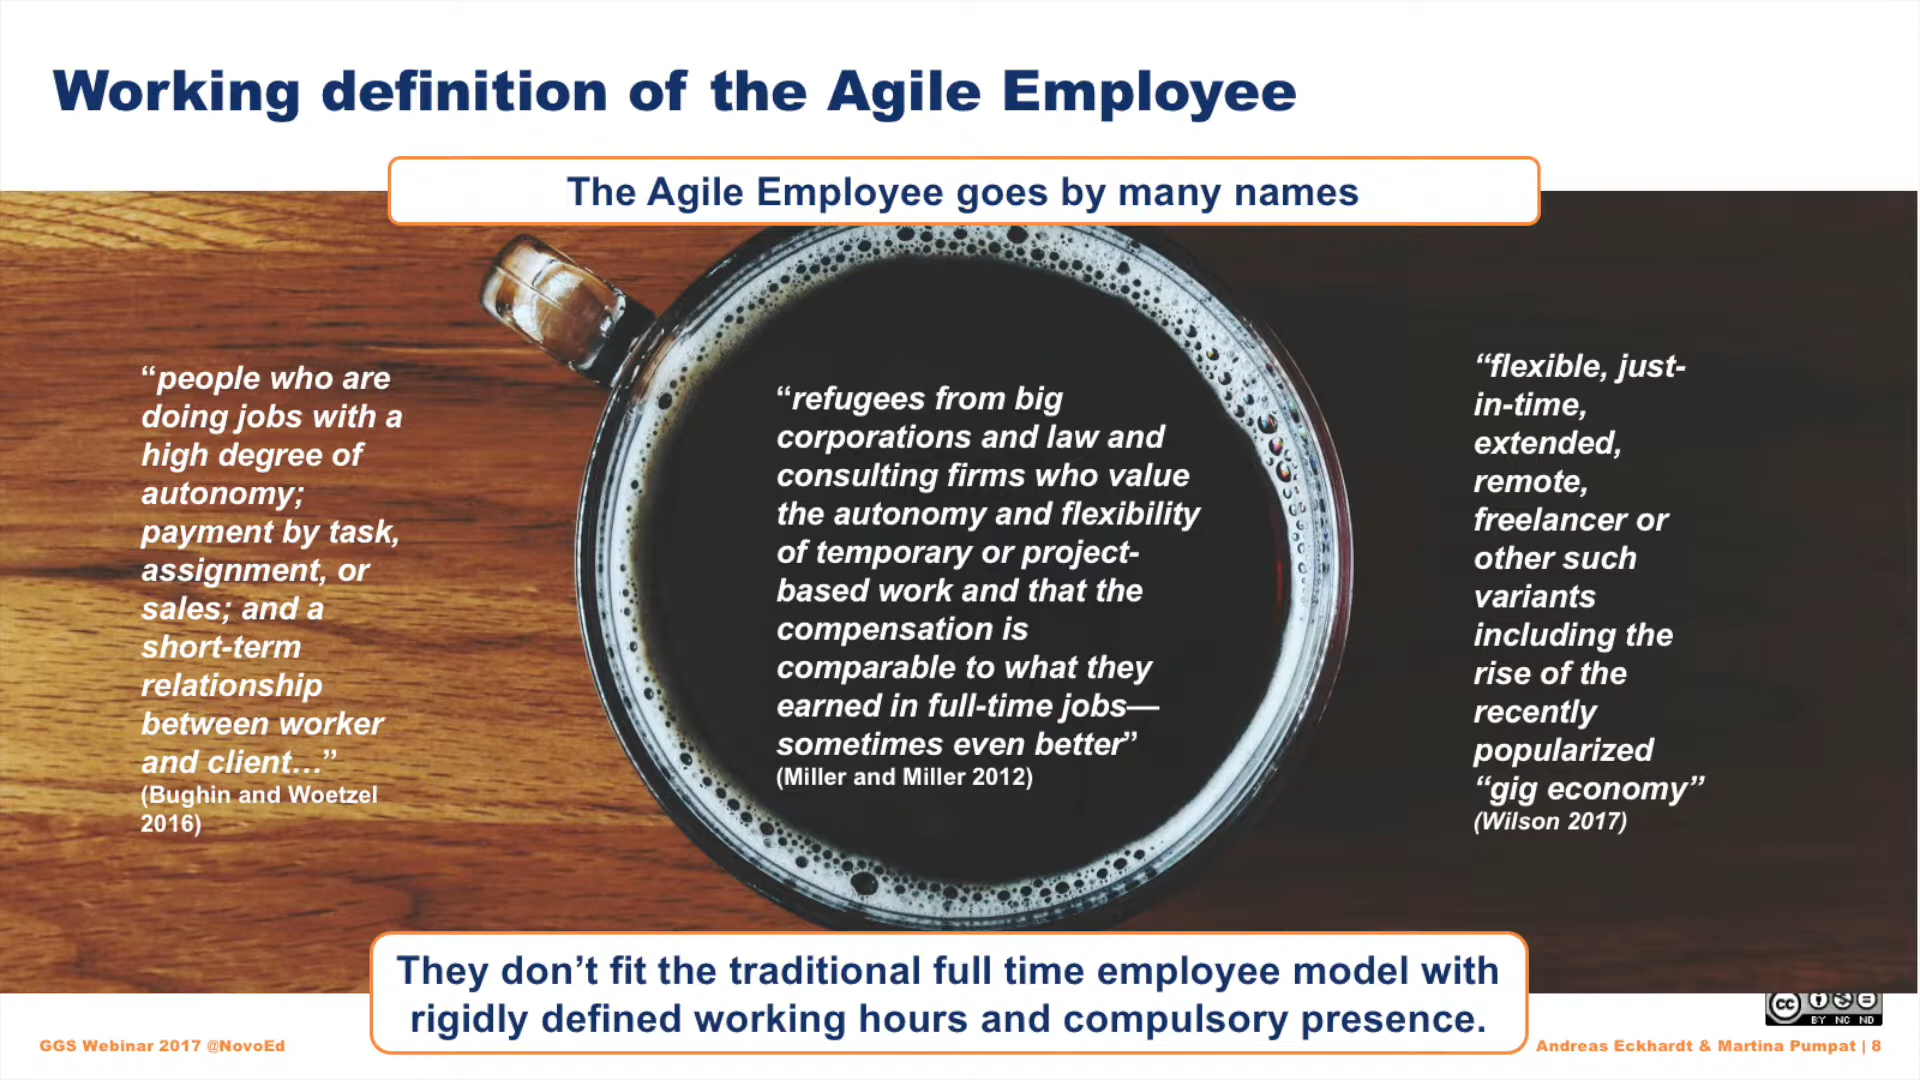 Working definition of the Agile Employee
The Agile Employee goes by many names
“people who are
doing jobs with a
high degree of
autonomy;
payment by task,
assignment, or
sales; and a
short-term
relationship
between worker
and client…”
(Bughin and Woetzel
2016)
“refugees from big
corporations and law and
consulting firms who value
the autonomy and flexibility
of temporary or project-
based work and that the
compensation is
comparable to what they
earned in full-time jobs—
sometimes even better”
(Miller and Miller 2012)
“flexible, just-
in-time,
extended,
remote,
freelancer or
other such
variants
including the
rise of the
recently
popularized
“gig economy”
(Wilson 2017)
They don’t fit the traditional full time employee model with
rigidly defined working hours and compulsory presence.
cc
BY NC ND
GGS Webinar 2017 @NovoEd
Andreas Eckhardt & Martina Pumpat | 8